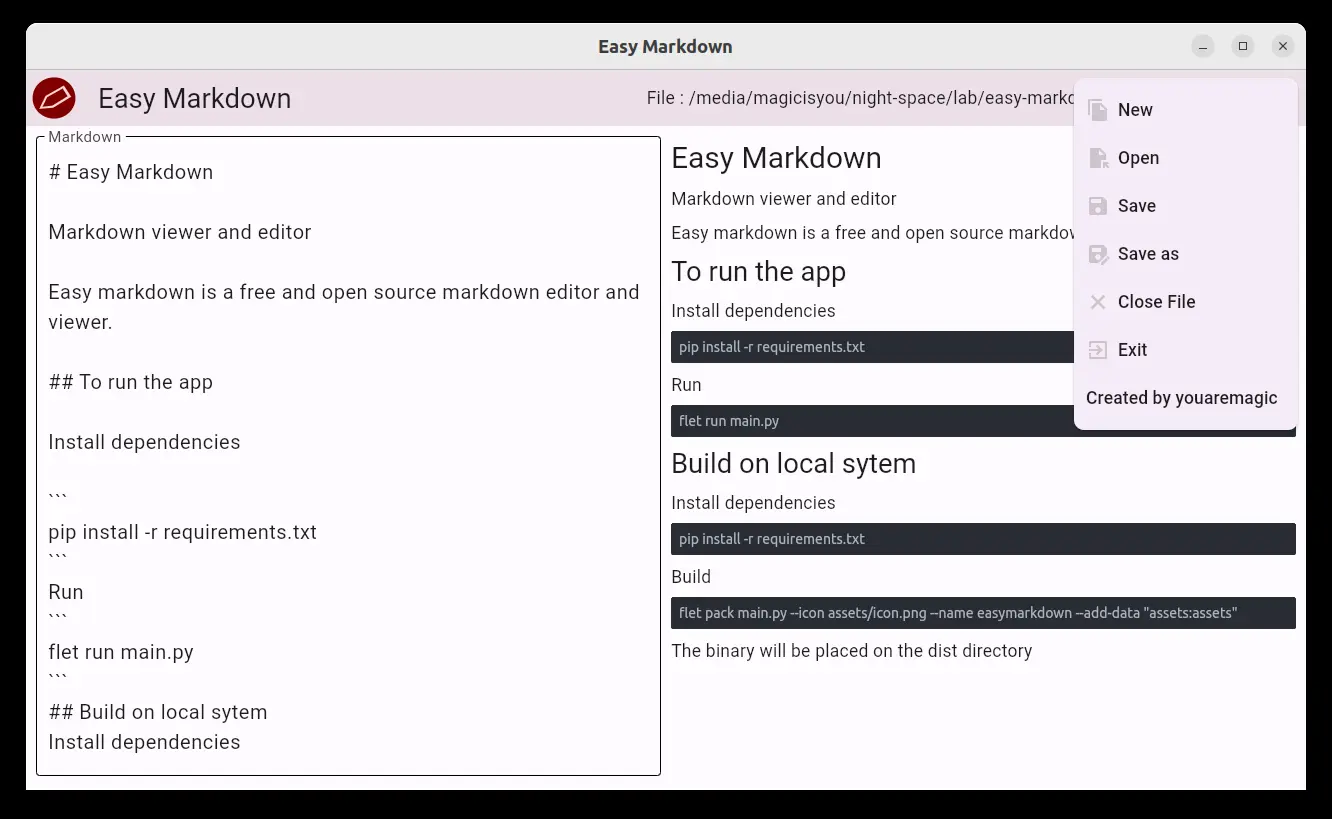 Easy Markdown
Easy Markdown
File : /media/magicisyou/night-space/lab/easy-markd
New
Open
Save
Save as
Close File
Exit
Created by youaremagic
Markdown
# Easy Markdown
Markdown viewer and editor
Easy markdown is a free and open source markdown editor and
viewer.
## To run the app
Install dependencies
```
pip install -r requirements.txt
```
Run
```
flet run main.py
```
## Build on local sytem
Install dependencies
Easy Markdown
Markdown viewer and editor
Easy markdown is a free and open source markdow
To run the app
Install dependencies
pip install -r requirements.txt
Run
flet run main.py
Build on local sytem
Install dependencies
pip install -r requirements.txt
Build
flet pack main.py --icon assets/icon.png --name easymarkdown --add-data "assets:assets"
The binary will be placed on the dist directory